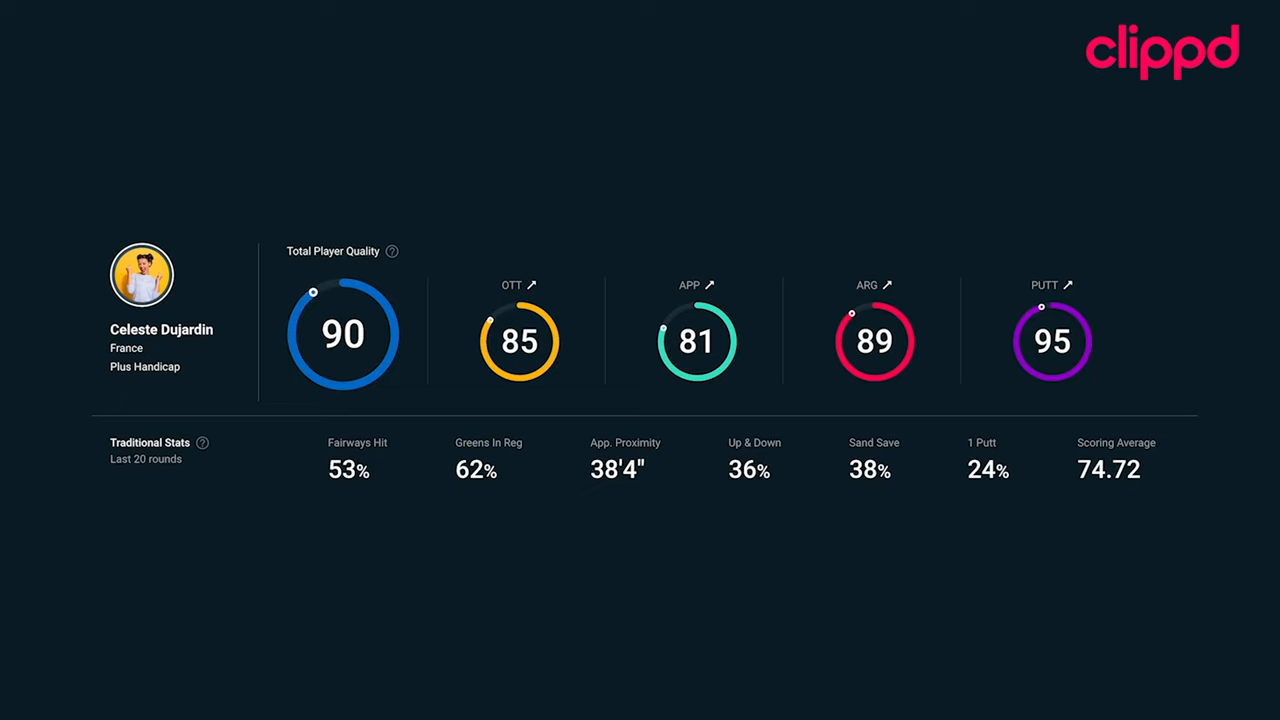 clippd
Total Player Quality ?
Celeste Dujardin
France
Plus Handicap
90
OTT
85
APP
81
ARG
89
PUTT
95
Traditional Stats ?
Last 20 rounds
Fairways Hit
53%
Greens In Reg
62%
App. Proximity
38'4"
Up & Down
36%
Sand Save
38%
1 Putt
24%
Scoring Average
74.72